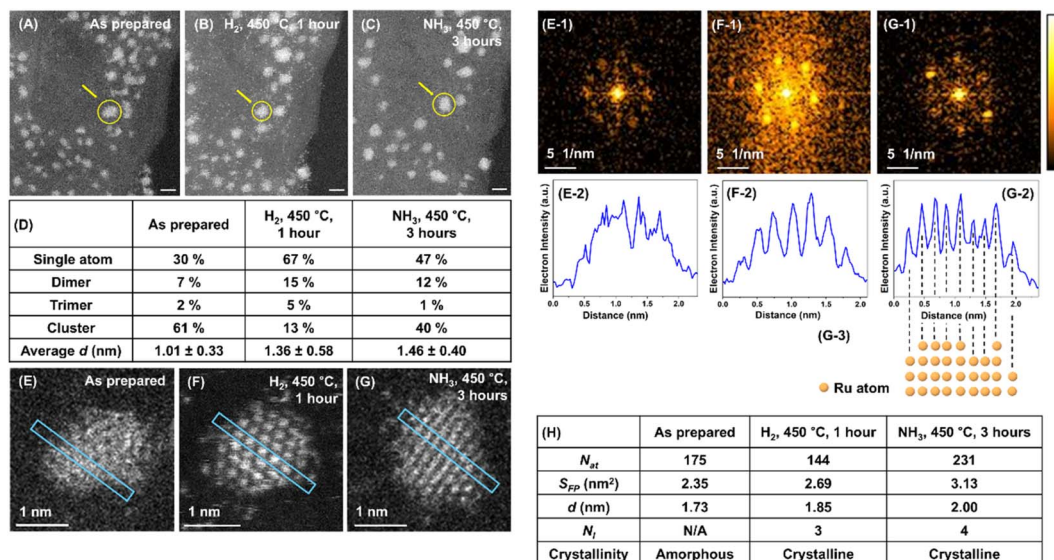 (A) As prepared
(B) H₂, 450 °C, 1 hour
(C) NH₃, 450 °C,
3 hours
(D) As prepared H₂, 450 °C, 1 hour NH₃, 450 °C, 3 hours
Single atom 30 % 67 % 47 %
Dimer 7 % 15 % 12 %
Trimer 2 % 5 % 1 %
Cluster 61 % 13 % 40 %
Average d (nm) 1.01 ± 0.33 1.36 ± 0.58 1.46 ± 0.40
(E) As prepared
1 nm
(F) H₂, 450 °C,
1 hour
1 nm
(G) NH₃, 450 °C,
3 hours
1 nm
(E-1)
5 1/nm
(F-1)
5 1/nm
(G-1)
5 1/nm
(E-2)
Electron Intensity (a.u.)
0.0 0.5 1.0 1.5 2.0
Distance (nm)
(F-2)
Electron Intensity (a.u.)
0.0 0.5 1.0 1.5 2.0
Distance (nm)
(G-2)
Electron Intensity (a.u.)
0.0 0.5 1.0 1.5 2.0
Distance (nm)
(G-3)
Ru atom
(H) As prepared H₂, 450 °C, 1 hour NH₃, 450 °C, 3 hours
Nat 175 144 231
SFP (nm²) 2.35 2.69 3.13
d (nm) 1.73 1.85 2.00
Nl N/A 3 4
Crystallinity Amorphous Crystalline Crystalline